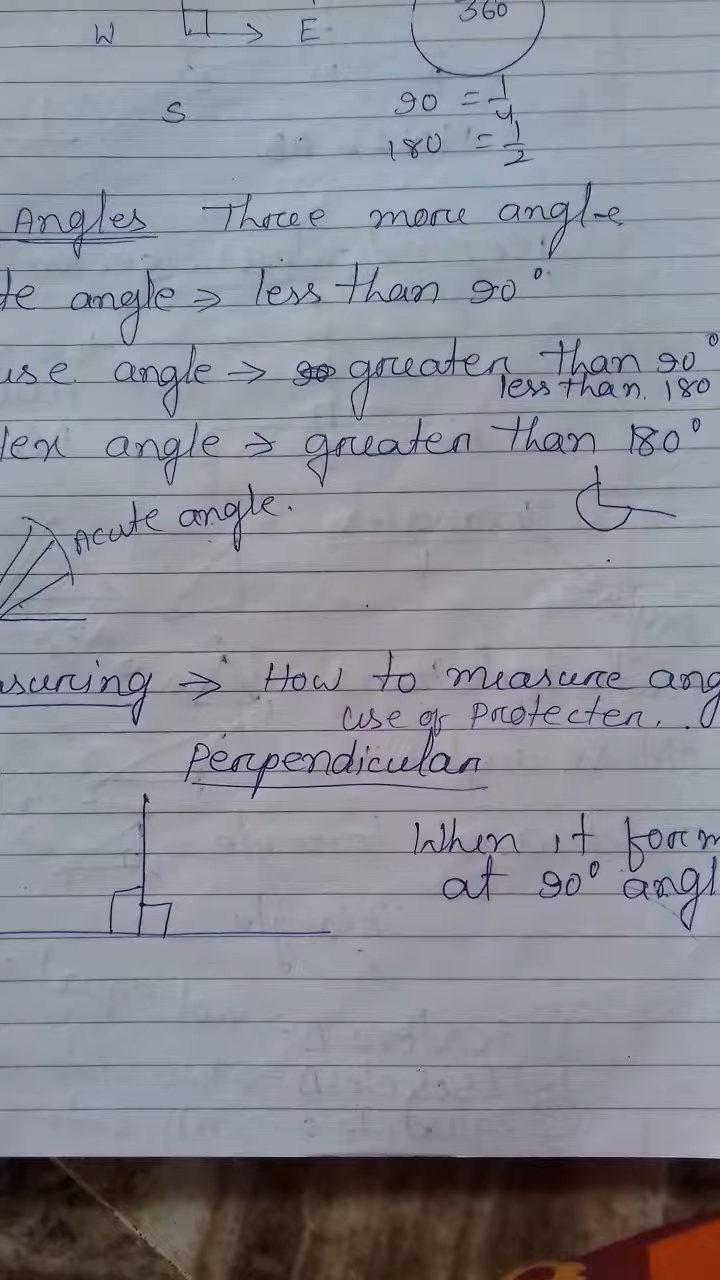 360
W E
S
90 = 1/4
180 = 1/2
Angles Three more angle
te angle ⇒ less than 90°
use angle → greater than 90°
less than. 180
lex angle ⇒ greater than 180°
Acute angle.
suring ⇒ How to measure ang
use of Protecter.
Perpendicular
When it form
at 90° angl